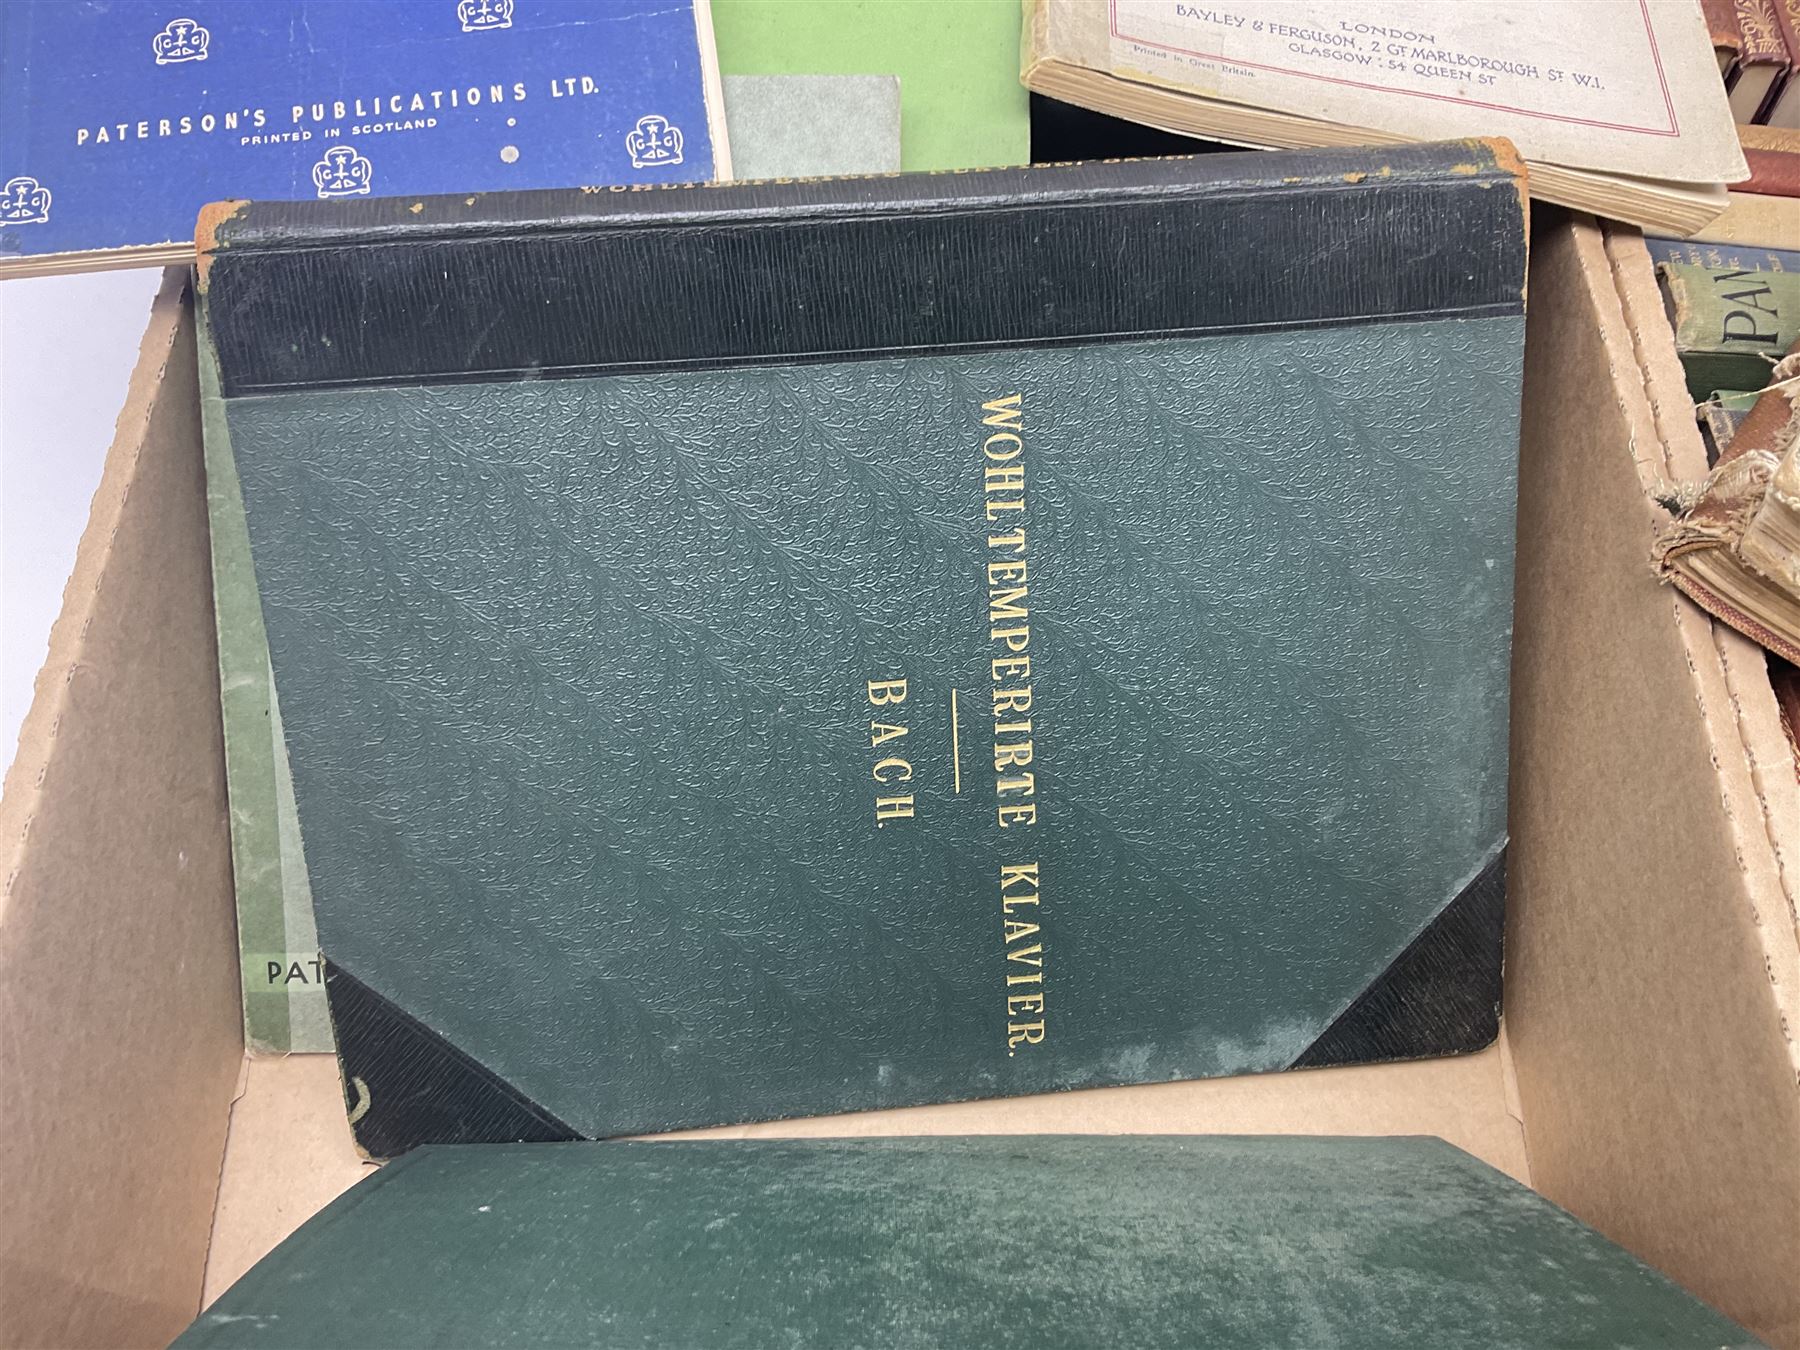 PATERSON'S PUBLICATIONS LTD.
PRINTED IN SCOTLAND
LONDON
BAYLEY & FERGUSON, 2 GT MARLBOROUGH ST W.1.
GLASGOW: 54 QUEEN ST
Printed in Great Britain.
WOHLTEMPERIRTE KLAVIER.
BACH.
PAT
PAN